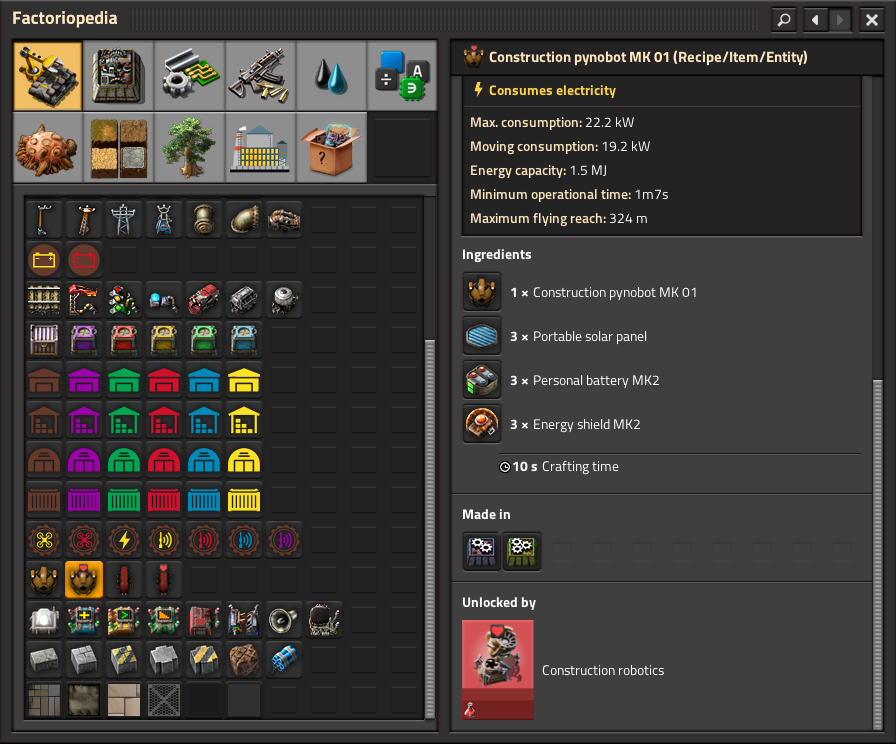 Factoriopedia
Construction pynobot MK 01 (Recipe/Item/Entity)
Consumes electricity
Max. consumption: 22.2 kW
Moving consumption: 19.2 kW
Energy capacity: 1.5 MJ
Minimum operational time: 1m7s
Maximum flying reach: 324 m
Ingredients
1 × Construction pynobot MK 01
3 × Portable solar panel
3 × Personal battery MK2
3 × Energy shield MK2
10 s Crafting time
Made in
Unlocked by
Construction robotics